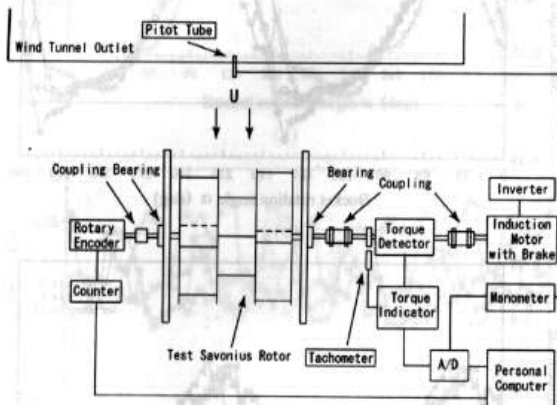 Pitot Tube
Wind Tunnel Outlet
U
Coupling Bearing
Bearing
Coupling
Inverter
Rotary
Encoder
Torque
Detector
Induction
Motor
with Brake
Counter
Torque
Indicator
Manometer
Test Savonius Rotor
Tachometer
A/D
Personal
Computer